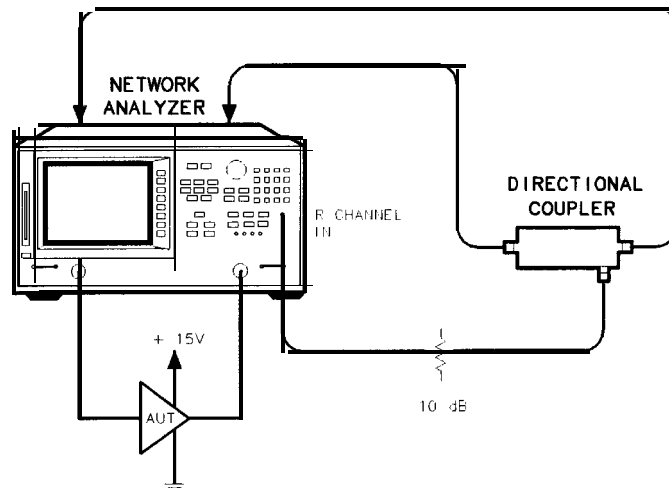 NETWORK
ANALYZER
R CHANNEL
IN
DIRECTIONAL
COUPLER
+ 15V
AUT
10 dB